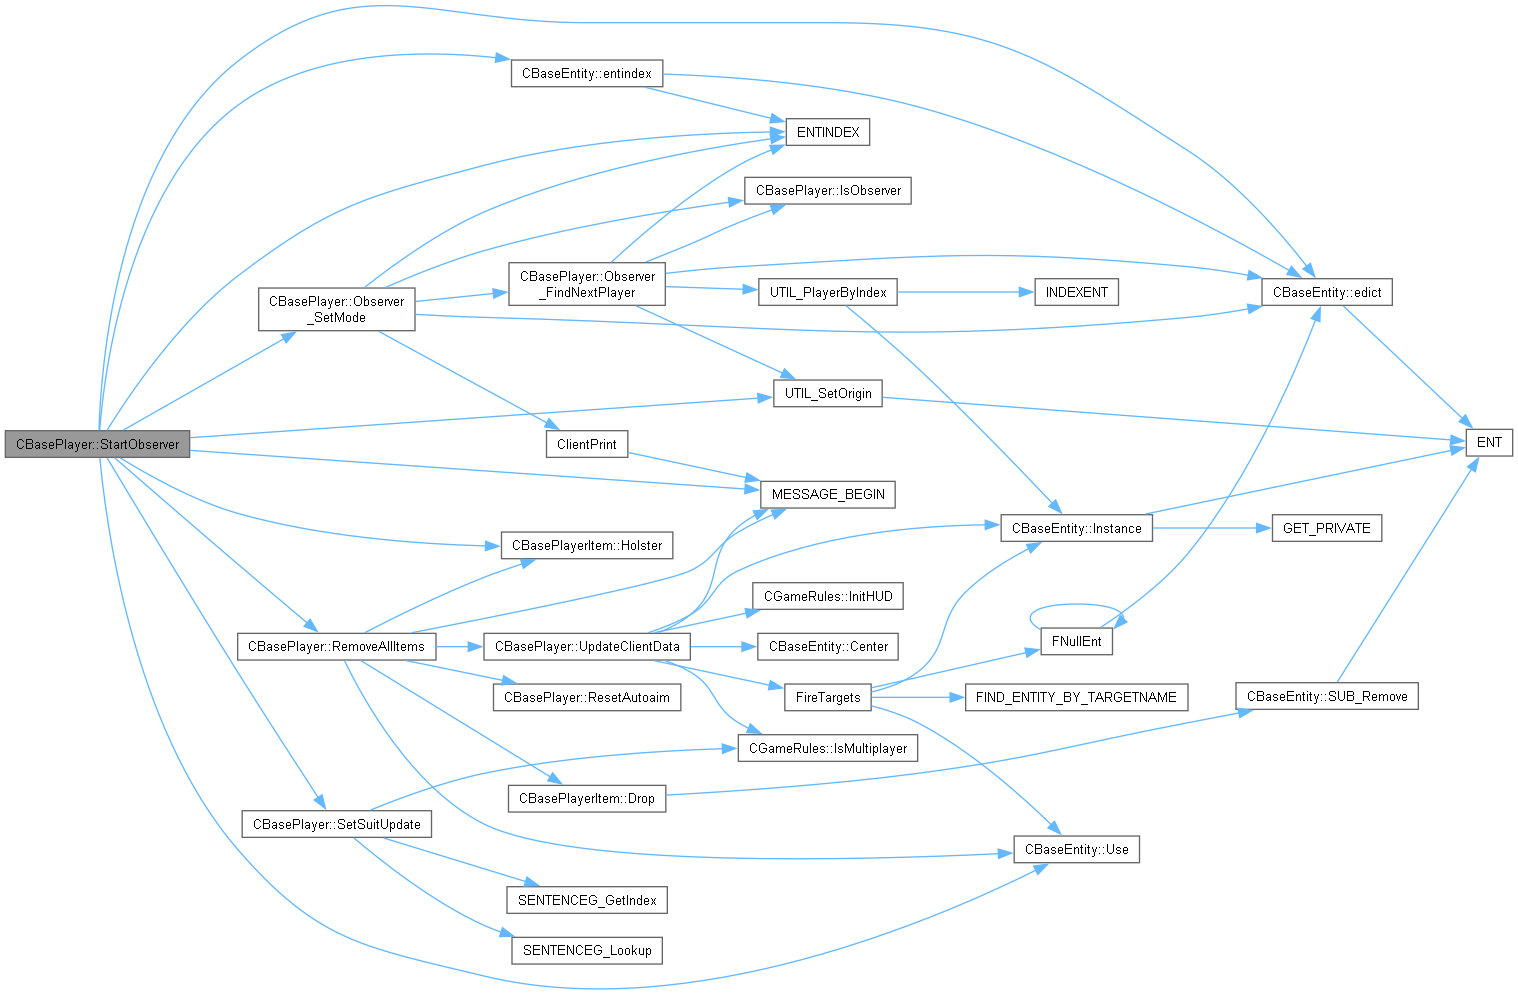 CBaseEntity::entindex
ENTINDEX
CBasePlayer::IsObserver
CBasePlayer::Observer
_FindNextPlayer
UTIL_PlayerByIndex
INDEXENT
CBaseEntity::edict
CBasePlayer::Observer
_SetMode
UTIL_SetOrigin
CBasePlayer::StartObserver
ClientPrint
ENT
MESSAGE_BEGIN
CBaseEntity::Instance
GET_PRIVATE
CBasePlayerItem::Holster
CGameRules::InitHUD
CBasePlayer::RemoveAllItems
CBasePlayer::UpdateClientData
CBaseEntity::Center
FNullEnt
CBasePlayer::ResetAutoaim
FireTargets
FIND_ENTITY_BY_TARGETNAME
CBaseEntity::SUB_Remove
CGameRules::IsMultiplayer
CBasePlayerItem::Drop
CBasePlayer::SetSuitUpdate
CBaseEntity::Use
SENTENCEG_GetIndex
SENTENCEG_Lookup